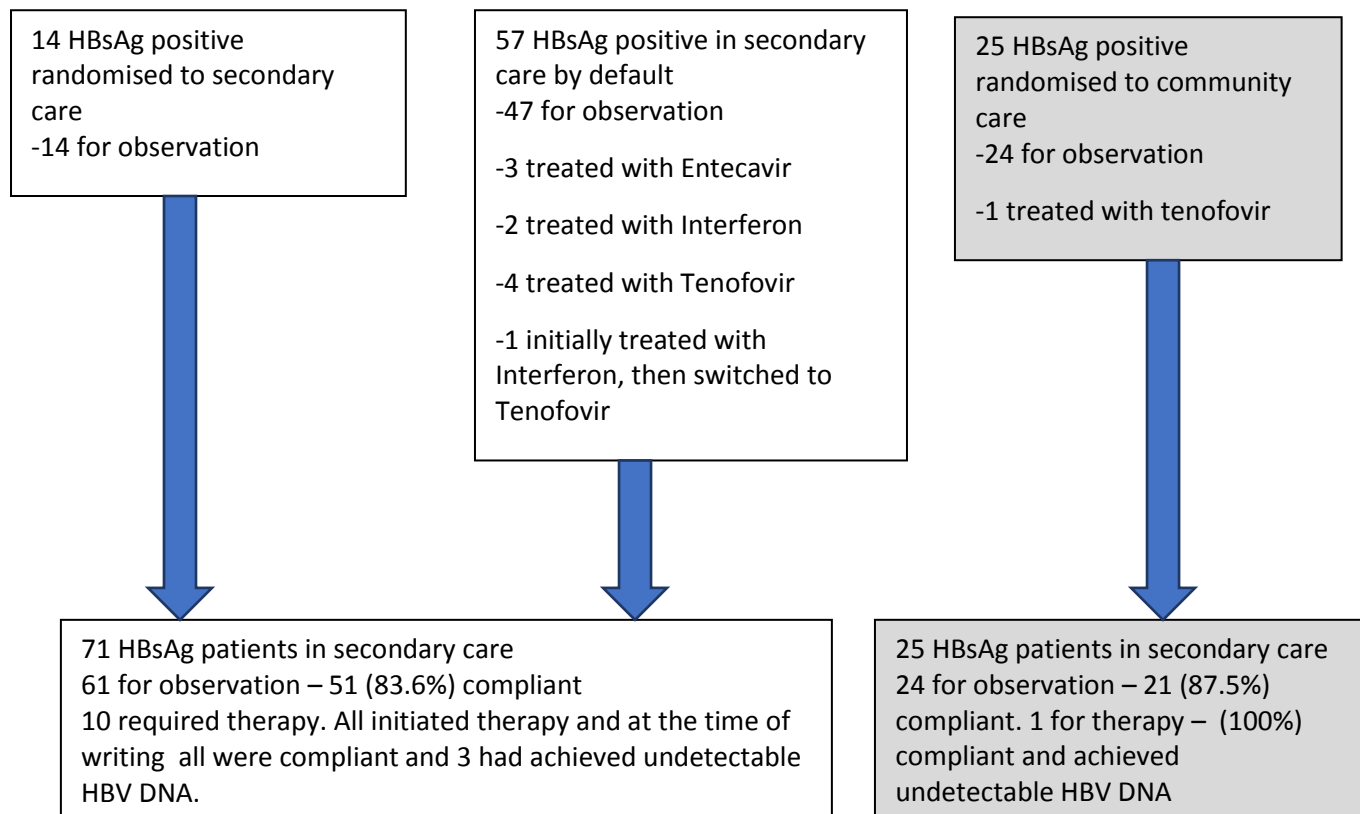 14 HBsAg positive
randomised to secondary
care
-14 for observation
57 HBsAg positive in secondary
care by default
-47 for observation
-3 treated with Entecavir
-2 treated with Interferon
-4 treated with Tenofovir
-1 initially treated with
Interferon, then switched to
Tenofovir
25 HBsAg positive
randomised to community
care
-24 for observation
-1 treated with tenofovir
71 HBsAg patients in secondary care
61 for observation – 51 (83.6%) compliant
10 required therapy. All initiated therapy and at the time of
writing  all were compliant and 3 had achieved undetectable
HBV DNA.
25 HBsAg patients in secondary care
24 for observation – 21 (87.5%)
compliant. 1 for therapy –  (100%)
compliant and achieved
undetectable HBV DNA